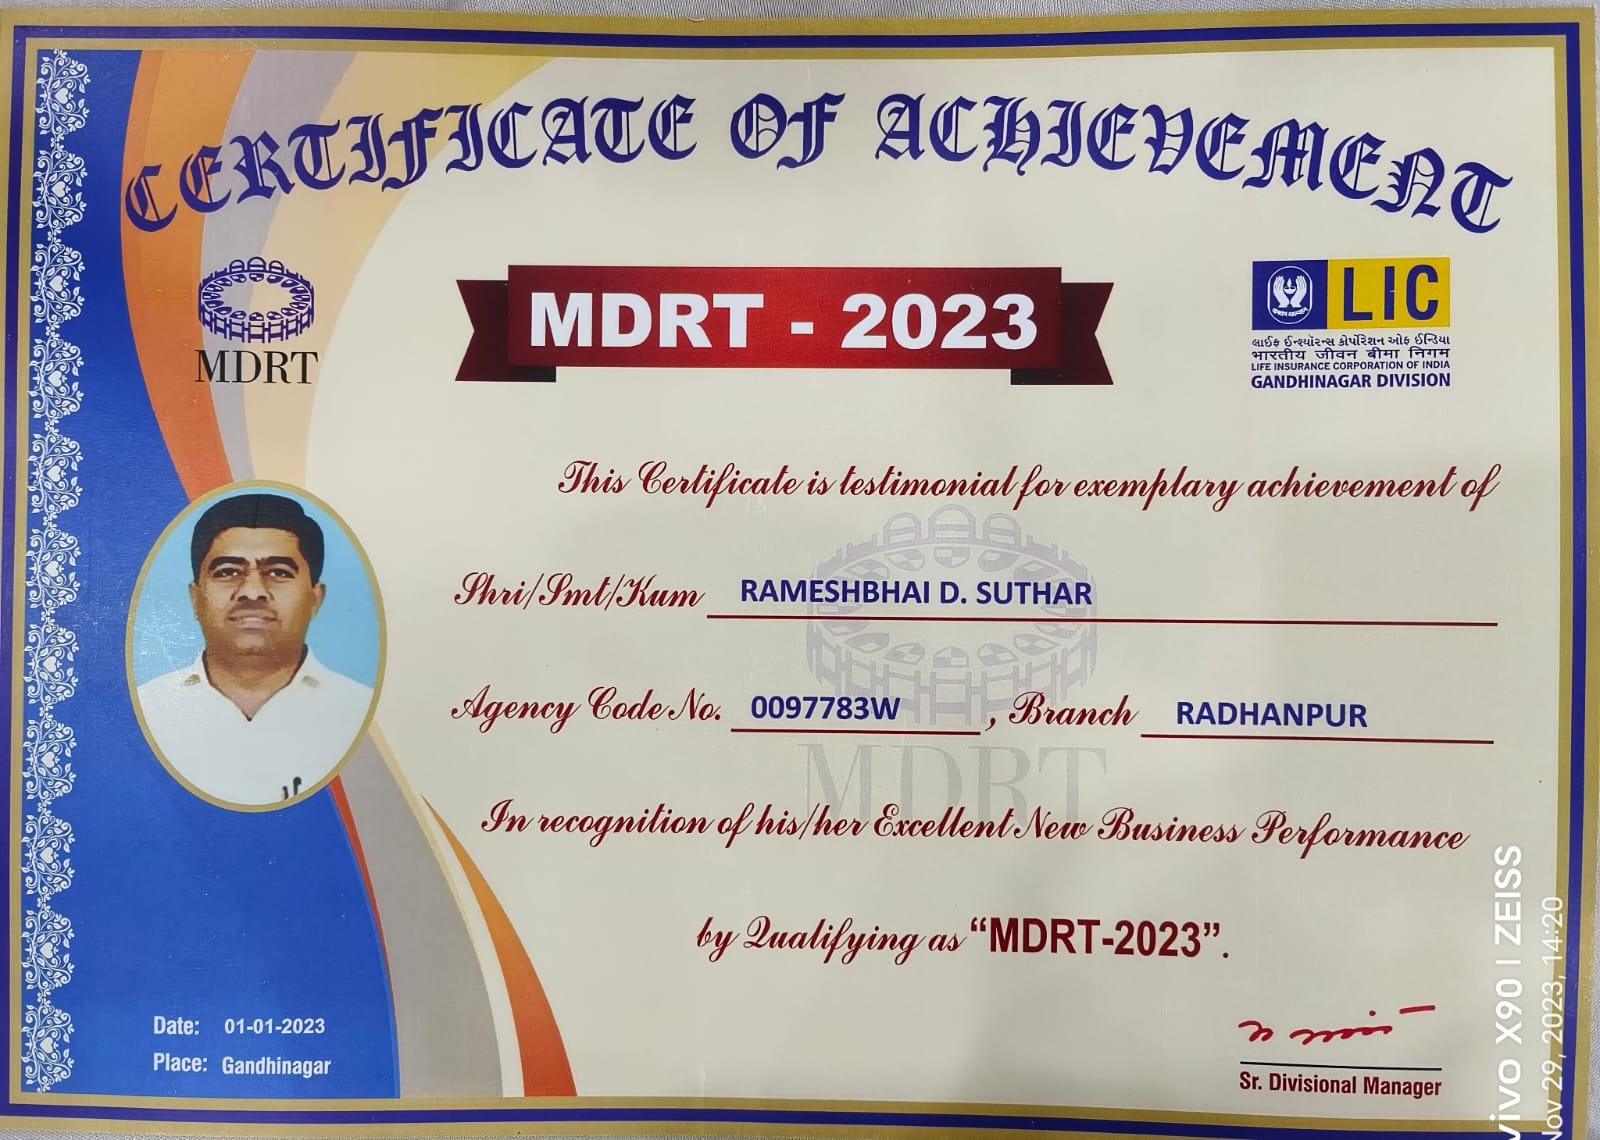 CERTIFICATE OF ACHIEVEMENT
MDRT
MDRT - 2023
LIC
લાઈફ ઈન્સ્યોરન્સ કોર્પોરેશન ઓફ ઈન્ડિયા
भारतीय जीवन बीमा निगम
LIFE INSURANCE CORPORATION OF INDIA
GANDHINAGAR DIVISION
This Certificate is testimonial for exemplary achievement of
Shri/Smt/Kum RAMESHBHAI D. SUTHAR
Agency Code No. 0097783W , Branch RADHANPUR
MDRT
In recognition of his/her Excellent New Business Performance
by Qualifying as "MDRT-2023".
Date: 01-01-2023
Place: Gandhinagar
Sr. Divisional Manager
vivo X90 | ZEISS
Nov 29, 2023, 14:20